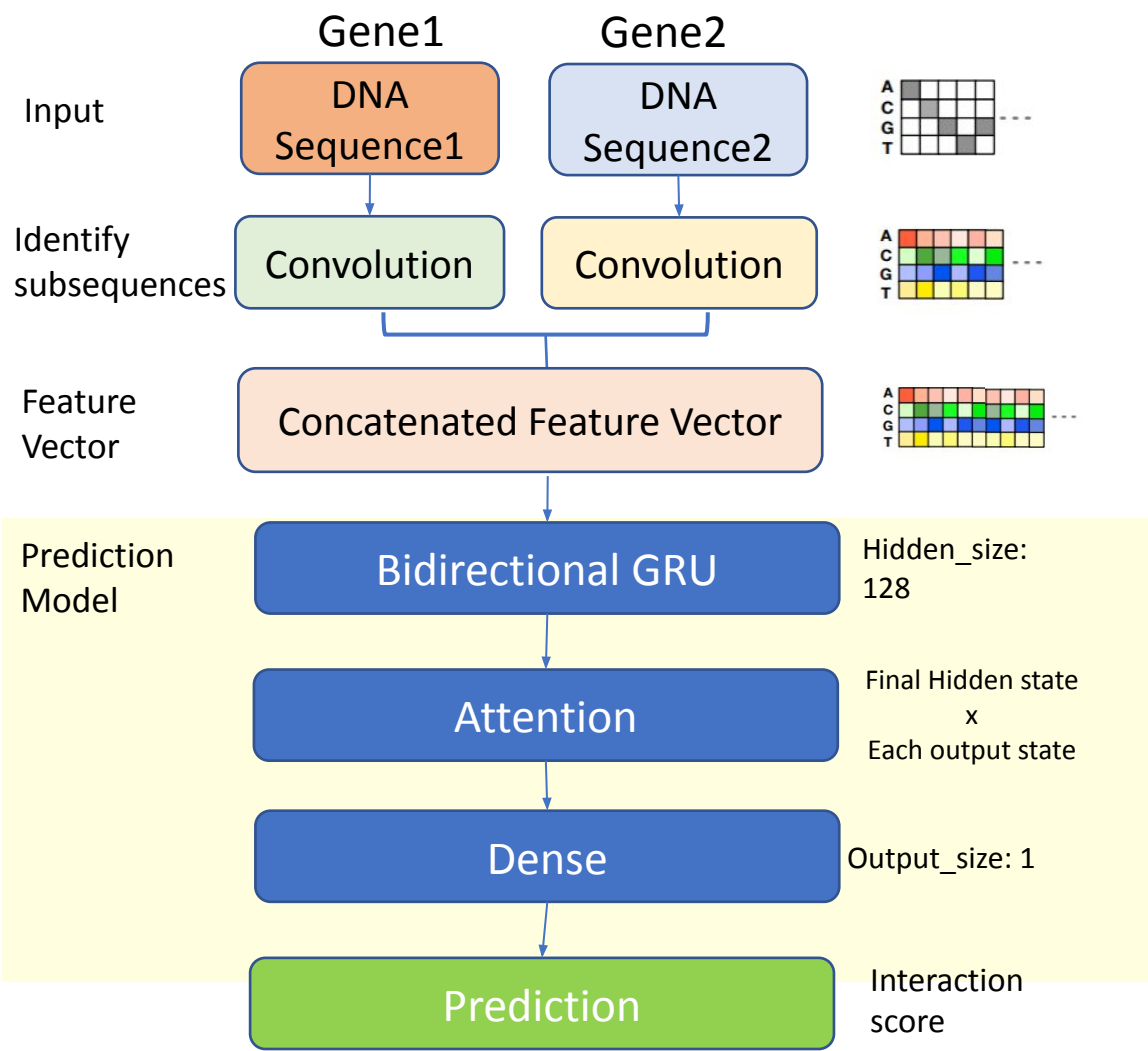 Gene1
Gene2
Input
DNA
Sequence1
DNA
Sequence2
A
C
G
T
Identify
subsequences
Convolution
Convolution
A
C
G
T
Feature
Vector
Concatenated Feature Vector
A
C
G
T
Prediction
Model
Bidirectional GRU
Hidden_size:
128
Attention
Final Hidden state
x
Each output state
Dense
Output_size: 1
Prediction
Interaction
score